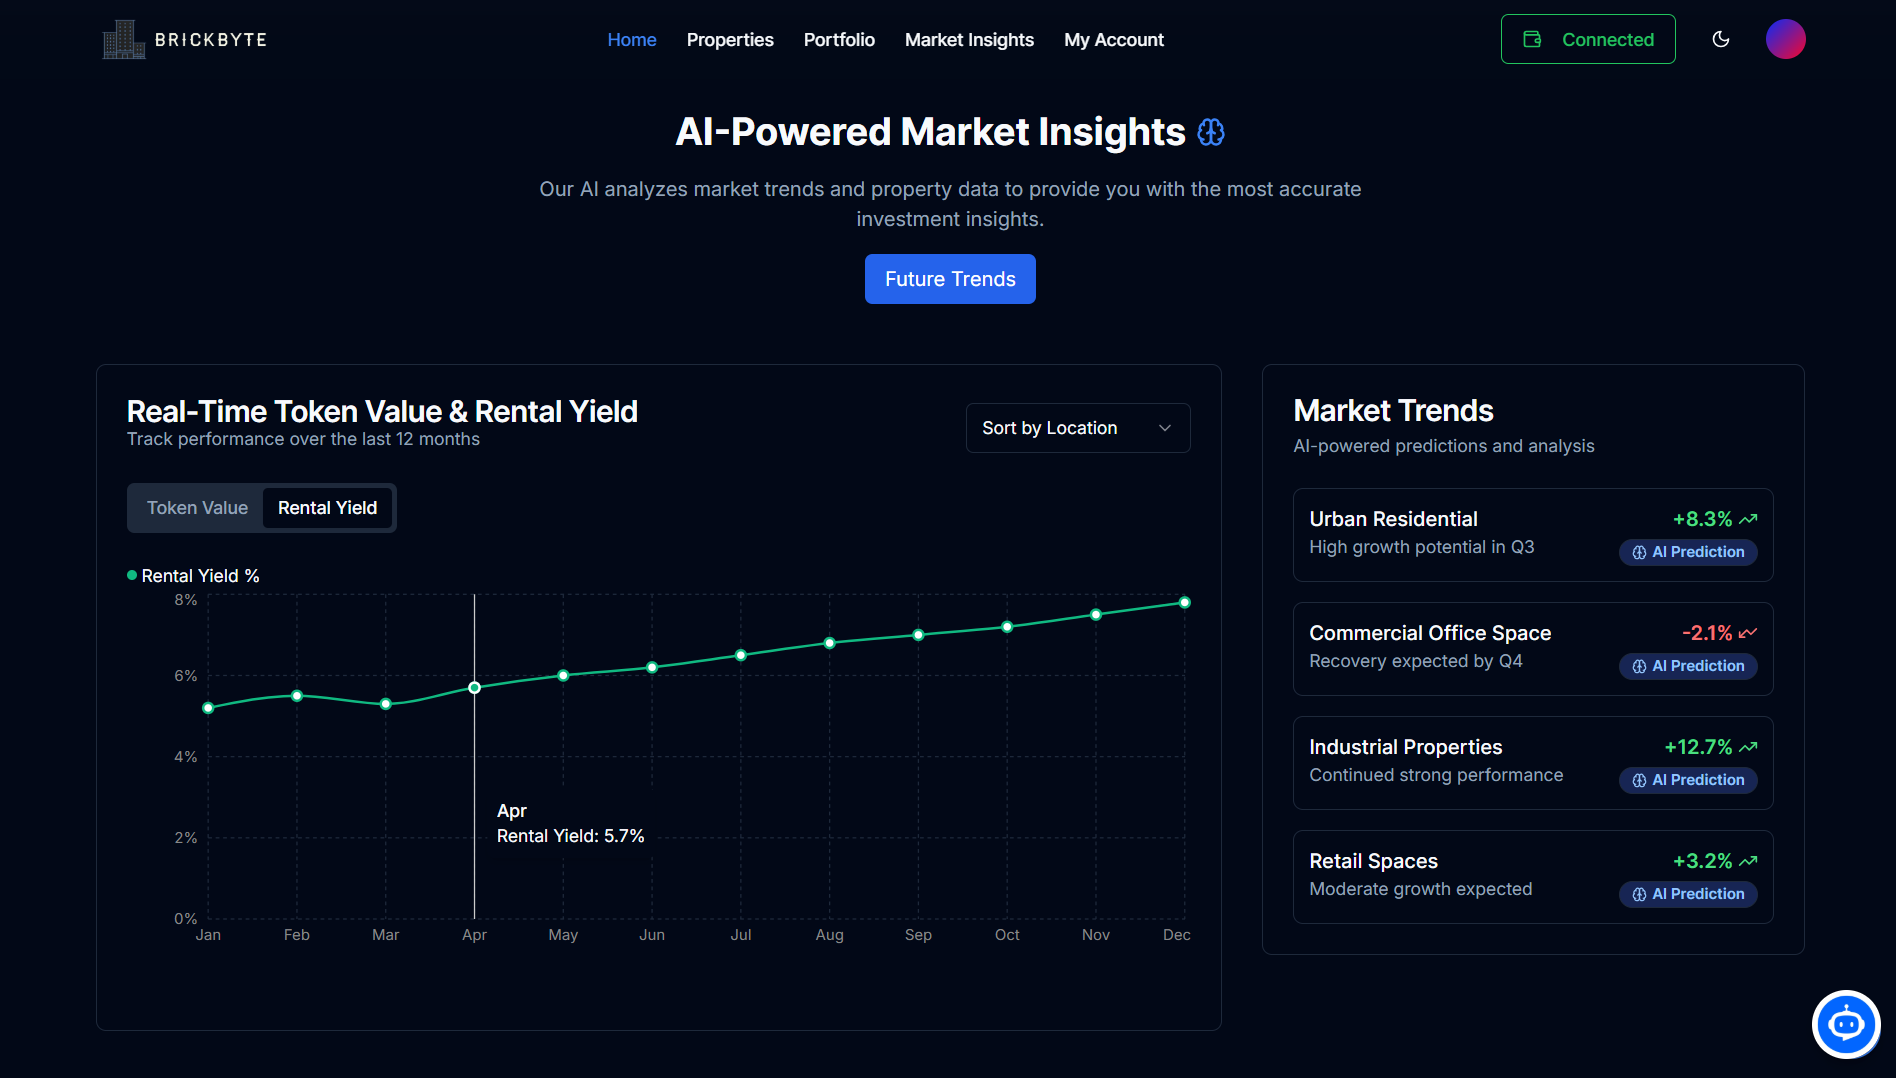 BRICKBYTE
Home Properties Portfolio Market Insights My Account
Connected
AI-Powered Market Insights
Our AI analyzes market trends and property data to provide you with the most accurate
investment insights.
Future Trends
Real-Time Token Value & Rental Yield
Track performance over the last 12 months
Sort by Location
Token Value Rental Yield
Rental Yield %
8%
6%
4%
2%
0%
Apr
Rental Yield: 5.7%
Jan Feb Mar Apr May Jun Jul Aug Sep Oct Nov Dec
Market Trends
AI-powered predictions and analysis
Urban Residential +8.3%
High growth potential in Q3 AI Prediction
Commercial Office Space -2.1%
Recovery expected by Q4 AI Prediction
Industrial Properties +12.7%
Continued strong performance AI Prediction
Retail Spaces +3.2%
Moderate growth expected AI Prediction